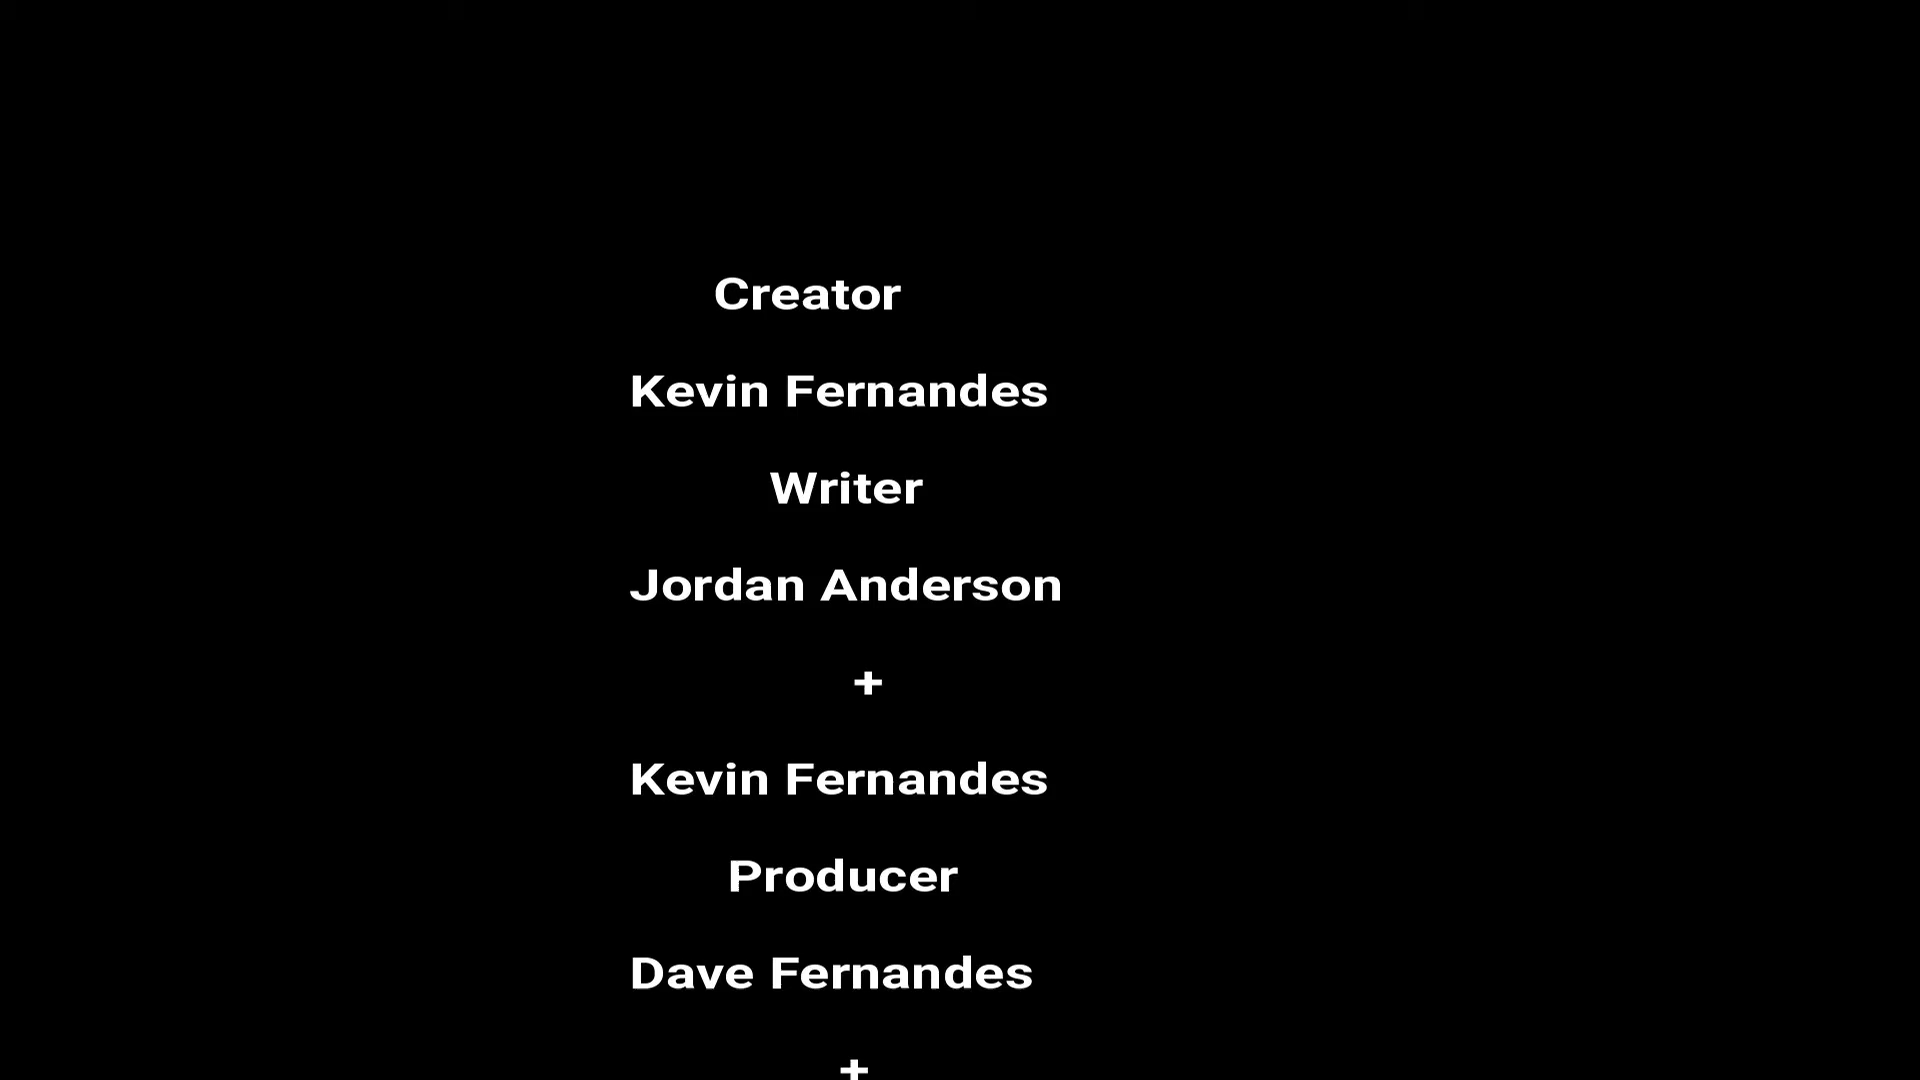 Creator
Kevin Fernandes
Writer
Jordan Anderson
+
Kevin Fernandes
Producer
Dave Fernandes
+